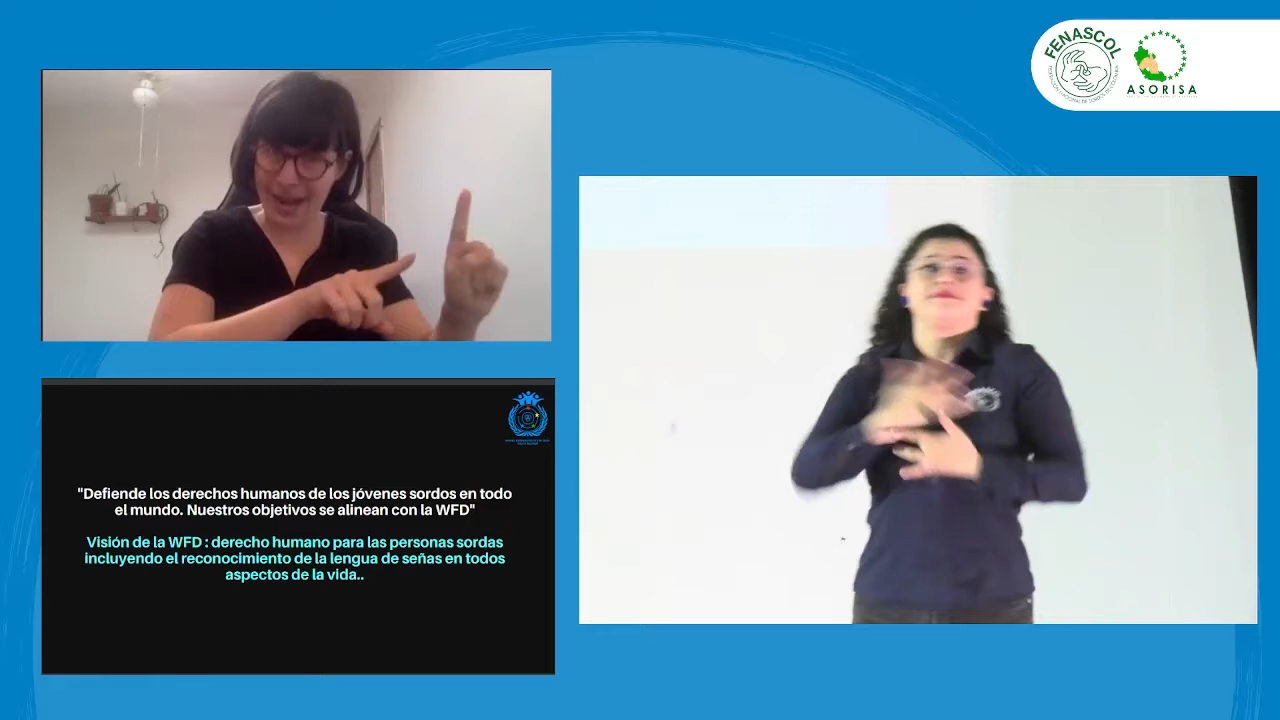 FENASCOL
ASORISA
"Defiende los derechos humanos de los jóvenes sordos en todo
el mundo. Nuestros objetivos se alinean con la WFD"
Visión de la WFD : derecho humano para las personas sordas
incluyendo el reconocimiento de la lengua de señas en todos
aspectos de la vida..